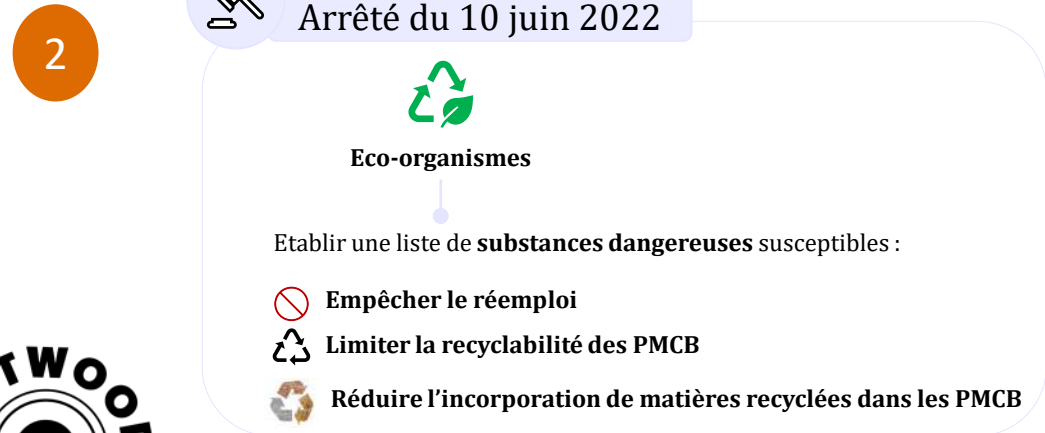 Arrêté du 10 juin 2022
2
Eco-organismes
Etablir une liste de substances dangereuses susceptibles :
Empêcher le réemploi
Limiter la recyclabilité des PMCB
Réduire l’incorporation de matières recyclées dans les PMCB